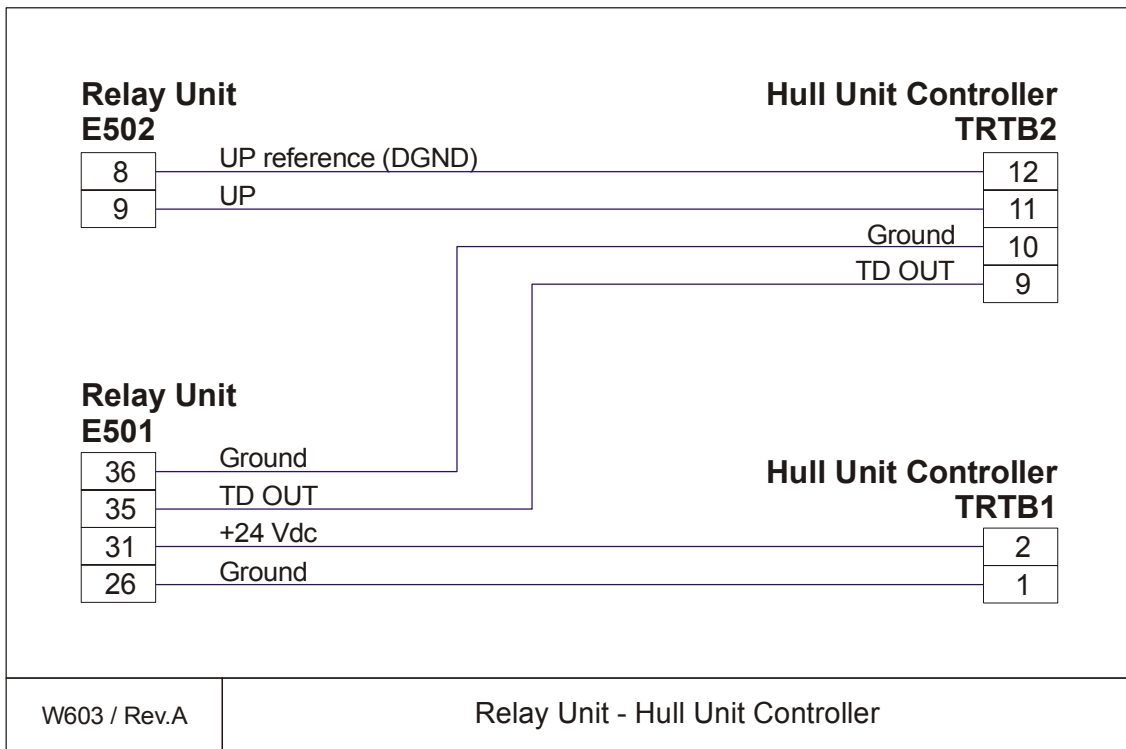 Relay Unit
E502
Hull Unit Controller
TRTB2
8 UP reference (DGND) 12
9 UP 11
Ground 10
TD OUT 9
Relay Unit
E501
Hull Unit Controller
TRTB1
36 Ground
35 TD OUT
31 +24 Vdc 2
26 Ground 1
W603 / Rev.A
Relay Unit - Hull Unit Controller